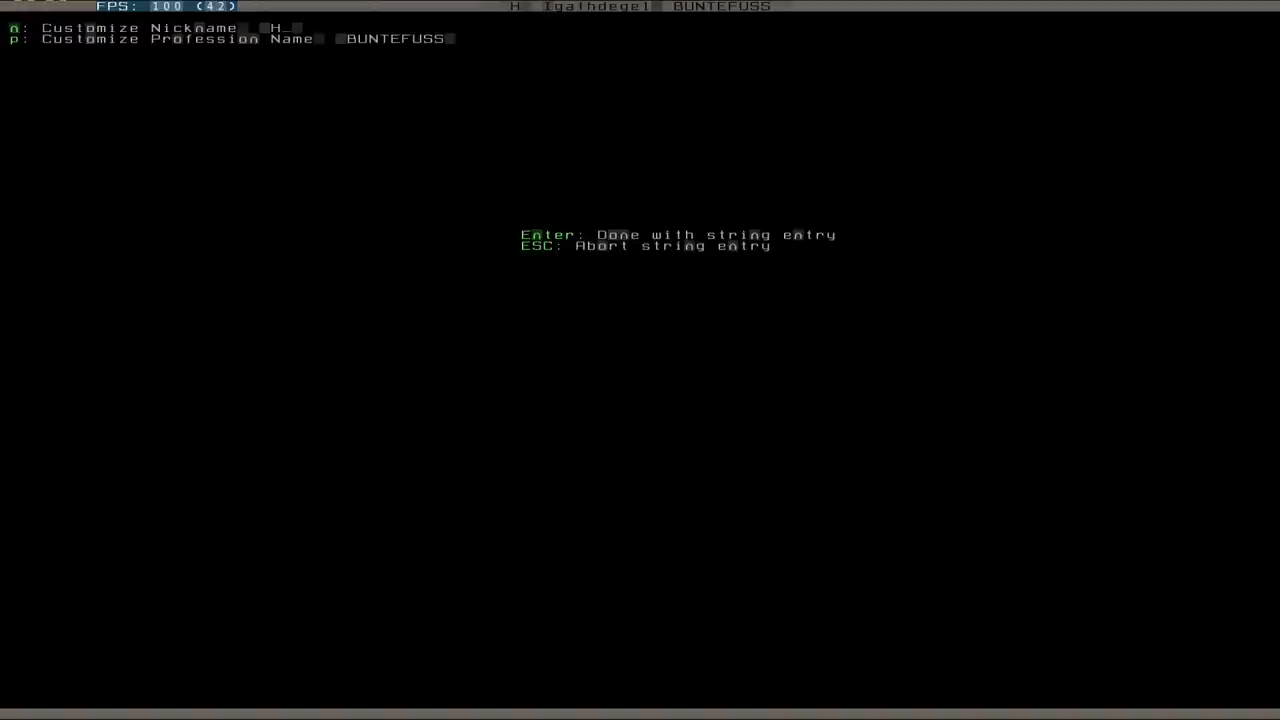 FPS: 100 (42) H Igathdegel BUNTEFUSS
n: Customize Nickname H_
p: Customize Profession Name BUNTEFUSS
Enter: Done with string entry
ESC: Abort string entry